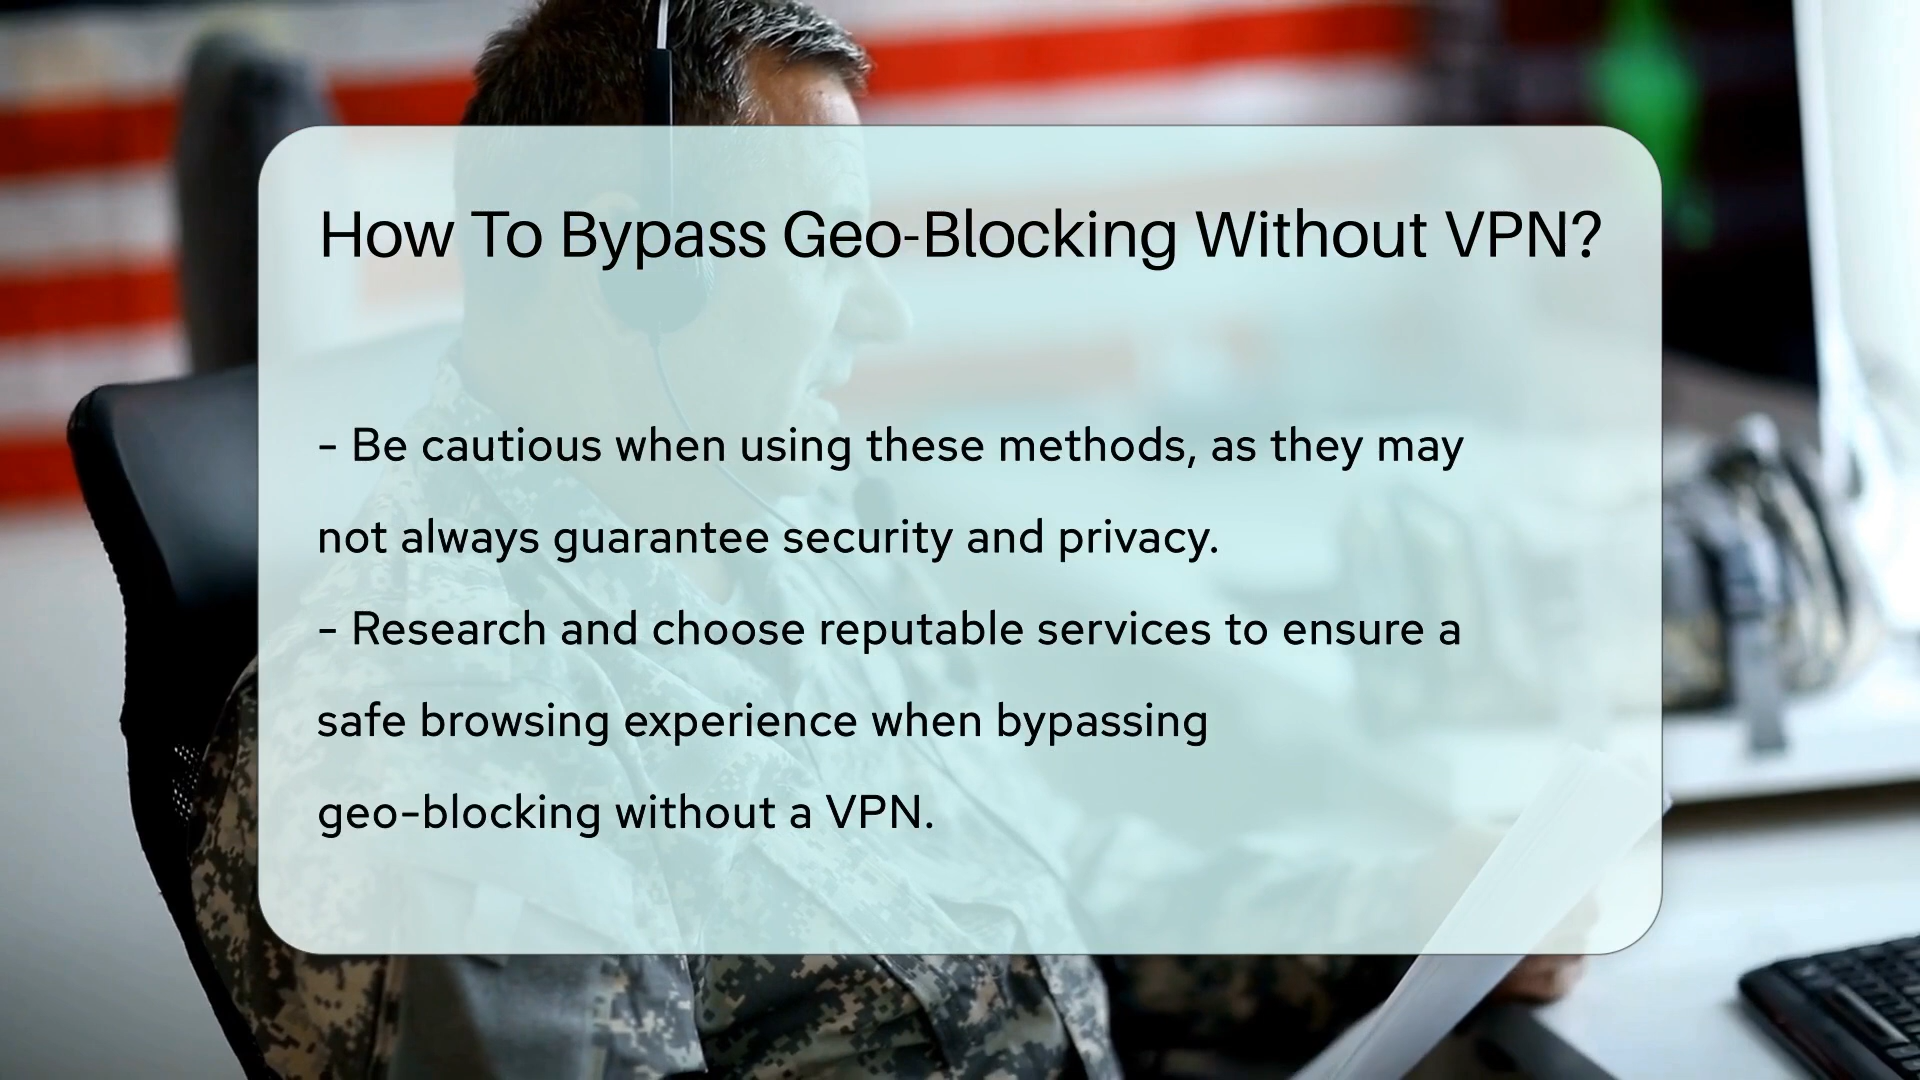 How To Bypass Geo-Blocking Without VPN?
- Be cautious when using these methods, as they may
not always guarantee security and privacy.
- Research and choose reputable services to ensure a
safe browsing experience when bypassing
geo-blocking without a VPN.